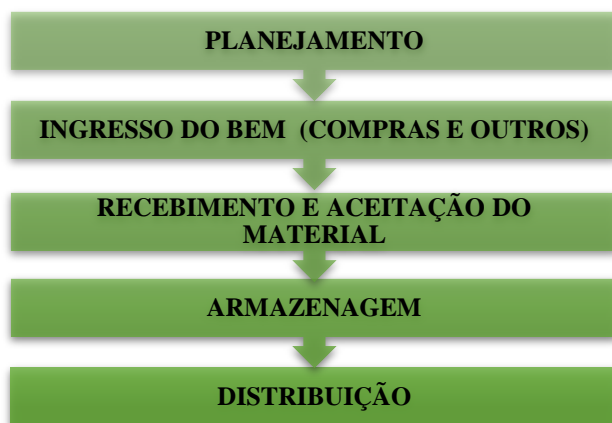 PLANEJAMENTO
INGRESSO DO BEM (COMPRAS E OUTROS)
RECEBIMENTO E ACEITAÇÃO DO
MATERIAL
ARMAZENAGEM
DISTRIBUIÇÃO